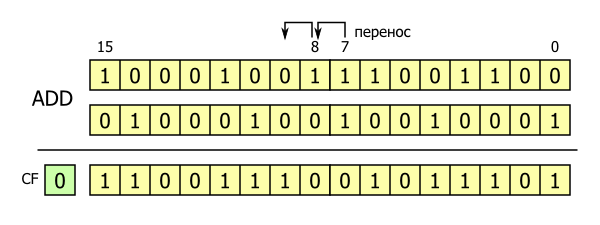 перенос
15 8 7 0
1 0 0 0 1 0 0 1 1 1 0 0 1 1 0 0
ADD
0 1 0 0 0 1 0 0 1 0 0 1 0 0 0 1
CF 0 1 1 0 0 1 1 1 0 0 1 0 1 1 1 0 1